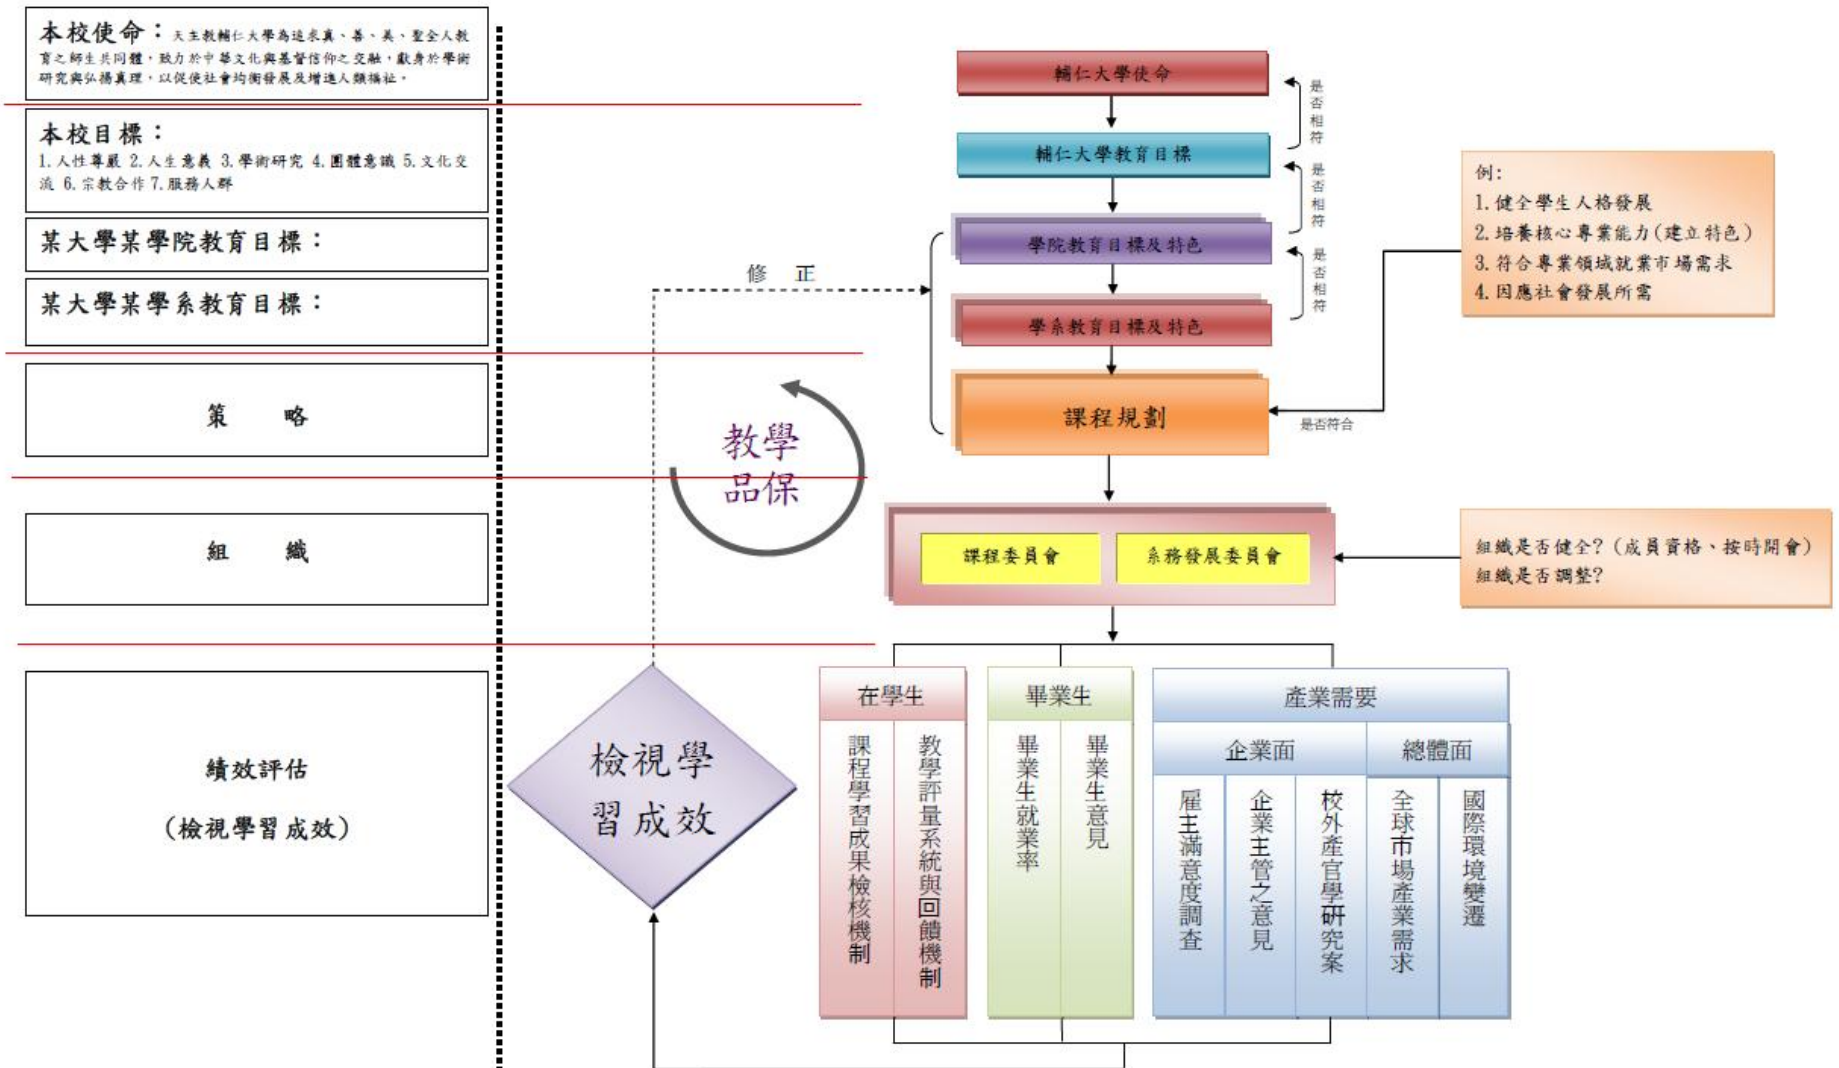 本校使命：天主教輔仁大學為追求真、善、美、聖全人教
育之師生共同體，致力於中華文化與基督信仰之交融，獻身於學術
研究與弘揚真理，以促使社會均衡發展及增進人類福祉。
本校目標：
1.人性尊嚴 2.人生意義 3.學術研究 4.團體意識 5.文化交
流 6.宗教合作 7.服務人群
某大學某學院教育目標：
某大學某學系教育目標：
策 略
組 織
績效評估
(檢視學習成效)
修 正
教學
品保
檢視學
習成效
輔仁大學使命
是否相符
輔仁大學教育目標
是否相符
學院教育目標及特色
是否相符
學系教育目標及特色
課程規劃
是否符合
例:
1.健全學生人格發展
2.培養核心專業能力(建立特色)
3.符合專業領域就業市場需求
4.因應社會發展所需
課程委員會
系務發展委員會
組織是否健全?(成員資格、按時開會)
組織是否調整?
在學生
課程學習成果檢核機制
教學評量系統與回饋機制
畢業生
畢業生就業率
畢業生意見
產業需要
企業面
總體面
雇主滿意度調查
企業主管之意見
校外產官學研究案
全球市場產業需求
國際環境變遷